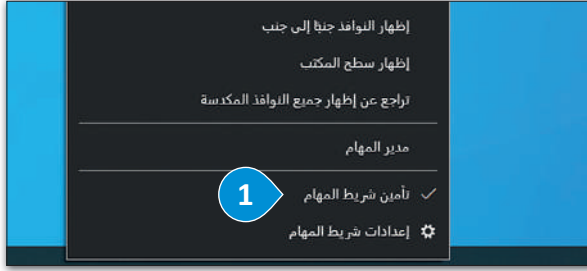 إظهار النوافذ جنبًا إلى جنب
إظهار سطح المكتب
تراجع عن إظهار جميع النوافذ المكدسة
مدير المهام
تأمين شريط المهام
1
إعدادات شريط المهام